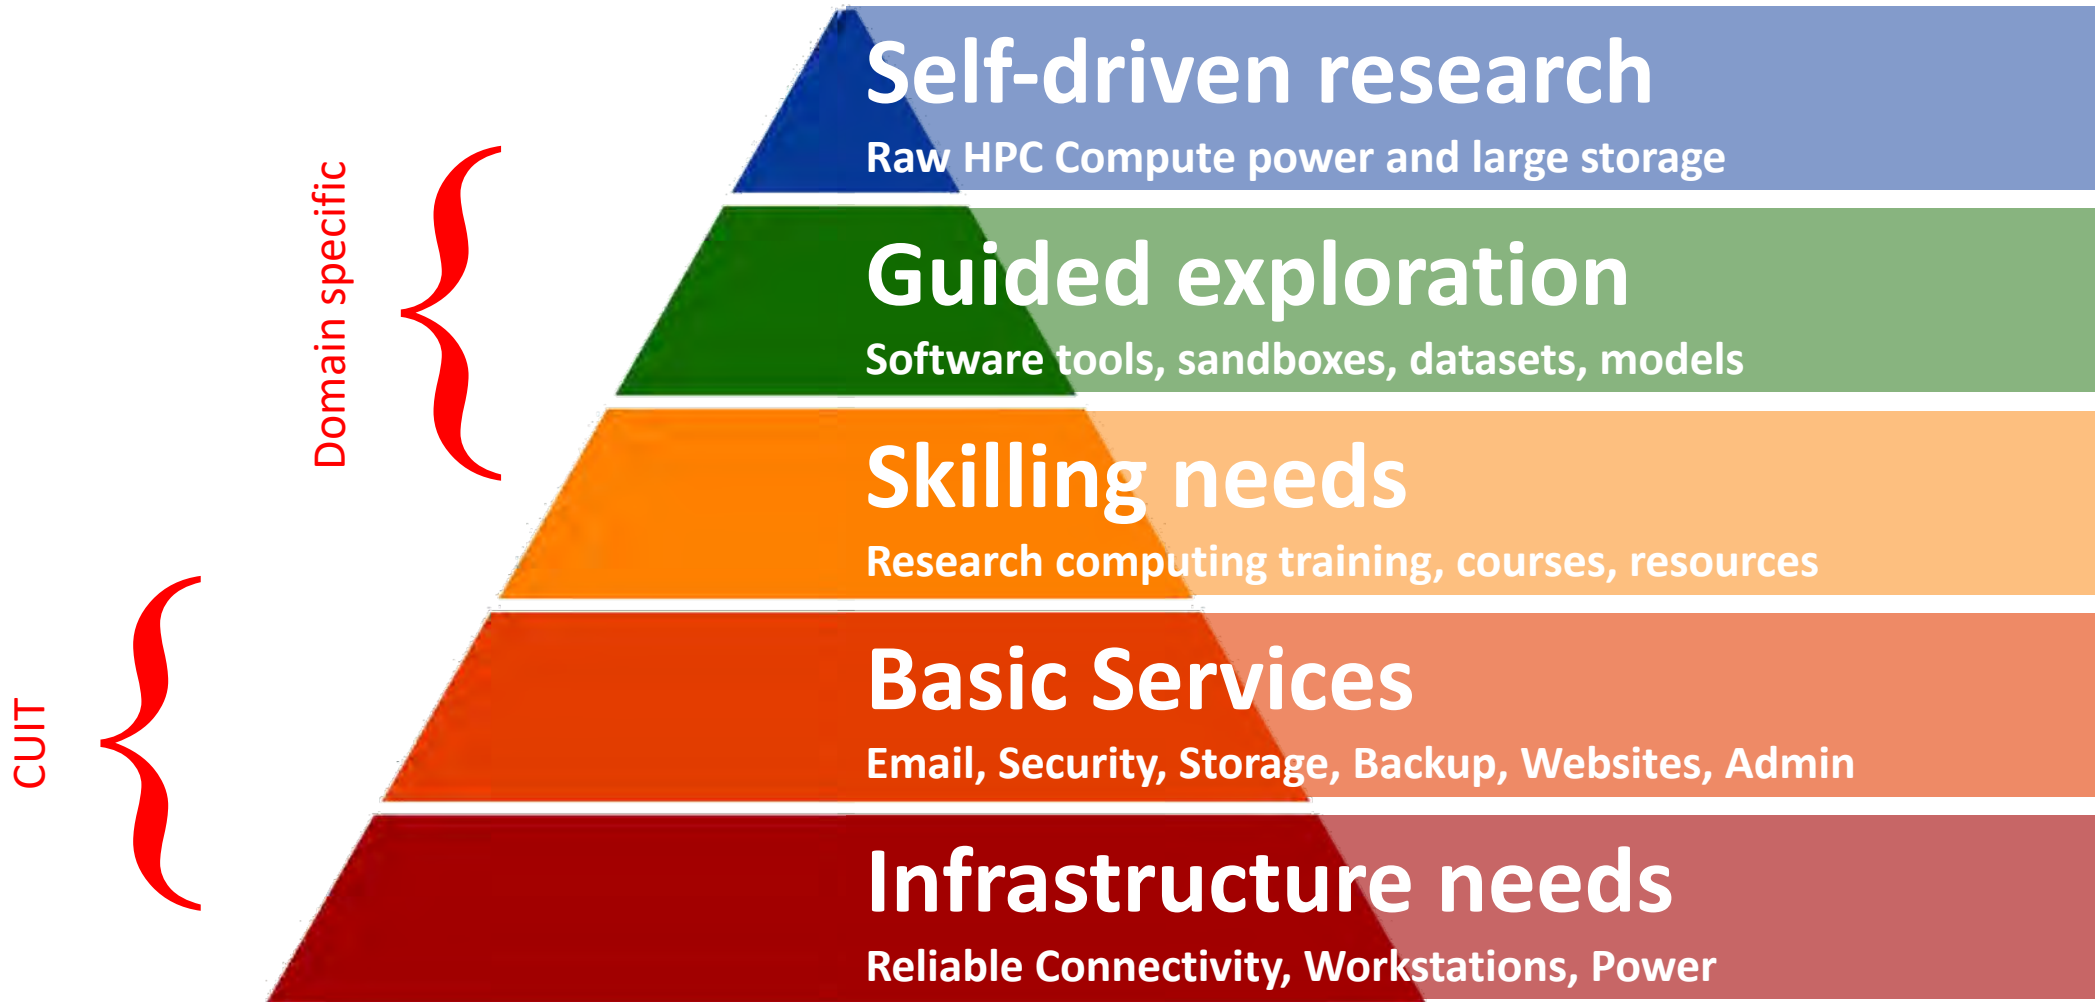 Self-driven research
Raw HPC Compute power and large storage
Domain specific
Guided exploration
Software tools, sandboxes, datasets, models
Skilling needs
Research computing training, courses, resources
CUIT
Basic Services
Email, Security, Storage, Backup, Websites, Admin
Infrastructure needs
Reliable Connectivity, Workstations, Power